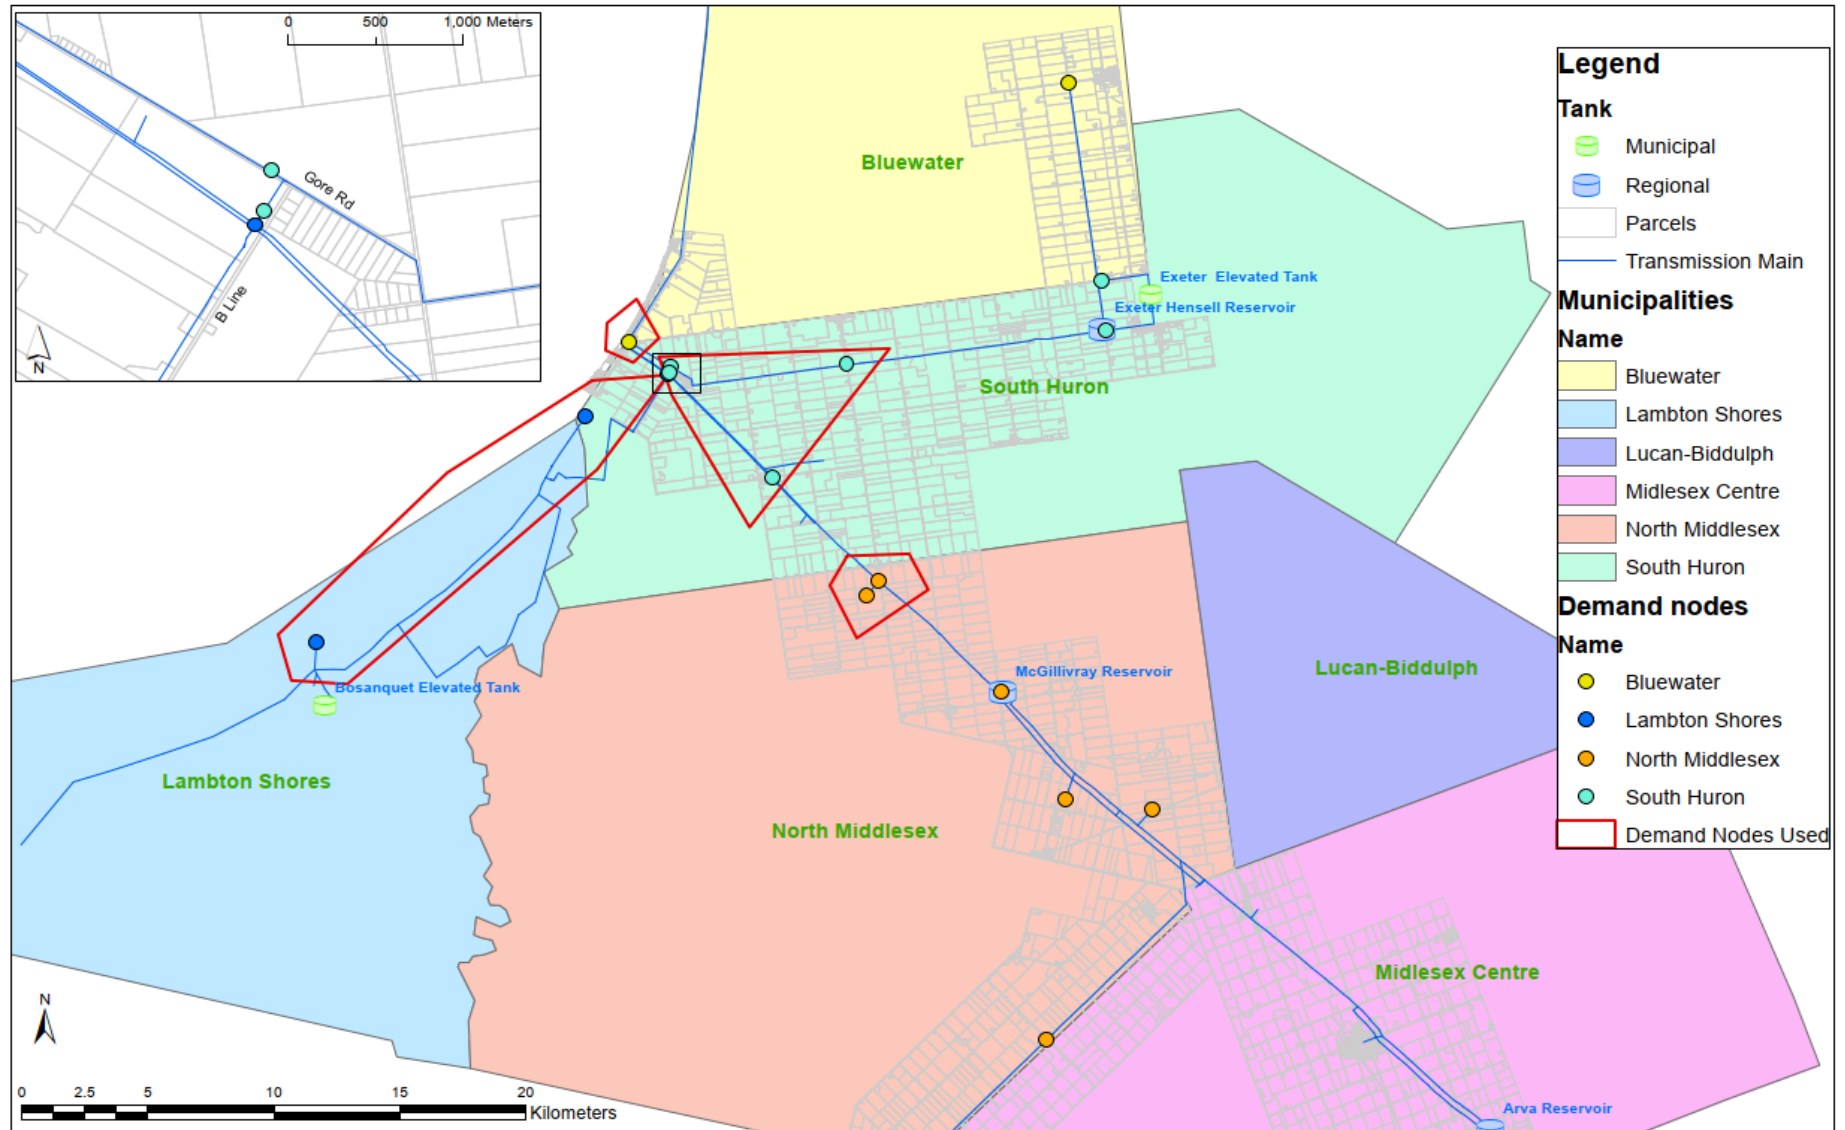 0 500 1,000 Meters
Gore Rd
B Line
N
Bluewater
Exeter  Elevated Tank
Exeter Hensell Reservoir
South Huron
McGillivray Reservoir
Lucan-Biddulph
Bosanquet Elevated Tank
Lambton Shores
North Middlesex
Midlesex Centre
Arva Reservoir
N
0 2.5 5 10 15 20
Kilometers
Legend
Tank
Municipal
Regional
Parcels
Transmission Main
Municipalities
Name
Bluewater
Lambton Shores
Lucan-Biddulph
Midlesex Centre
North Middlesex
South Huron
Demand nodes
Name
Bluewater
Lambton Shores
North Middlesex
South Huron
Demand Nodes Used